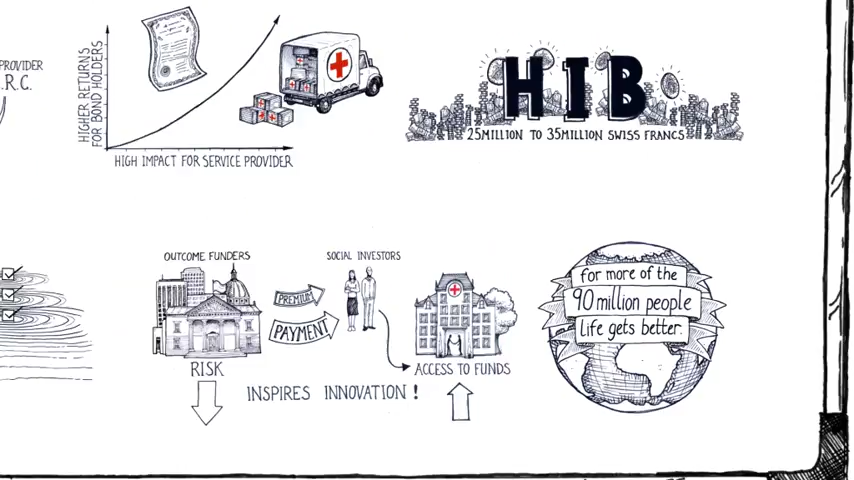 PROVIDER
.R.C.
HIGHER RETURNS
FOR BOND HOLDERS
HIGH IMPACT FOR SERVICE PROVIDER
HIB
25MILLION TO 35MILLION SWISS FRANCS
OUTCOME FUNDERS
SOCIAL INVESTORS
PREMIUM
PAYMENT
RISK
ACCESS TO FUNDS
INSPIRES INNOVATION!
for more of the
90 million people
life gets better.